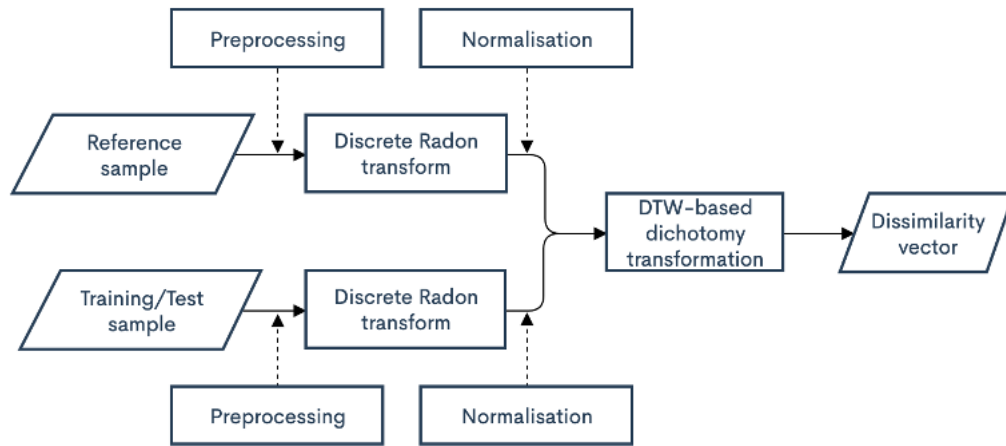 Preprocessing
Normalisation
Reference
sample
Discrete Radon
transform
DTW-based
dichotomy
transformation
Dissimilarity
vector
Training/Test
sample
Discrete Radon
transform
Preprocessing
Normalisation